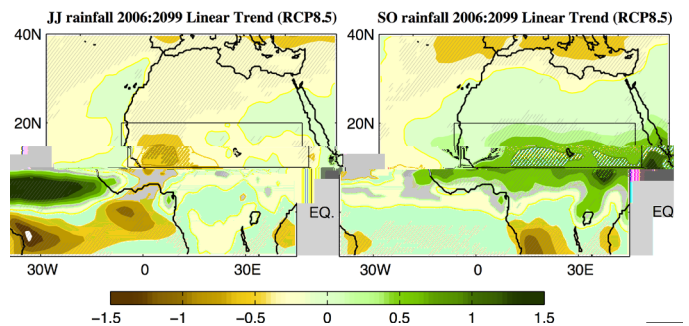 JJ rainfall 2006:2099 Linear Trend (RCP8.5) SO rainfall 2006:2099 Linear Trend (RCP8.5)
40N 40N
20N 20N
EQ. EQ
30W 0 30E 30W 0 30E
−1.5 −1 −0.5 0 0.5 1 1.5